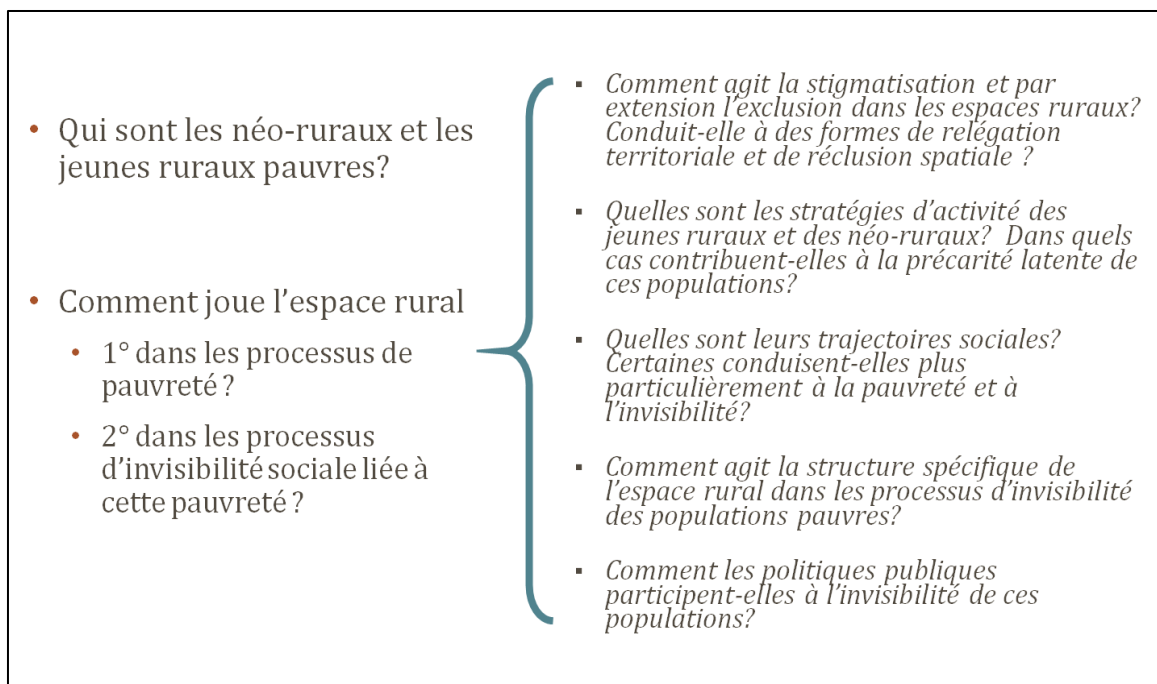 • Qui sont les néo-ruraux et les
jeunes ruraux pauvres?
• Comment joue l'espace rural
• 1° dans les processus de
pauvreté ?
• 2° dans les processus
d'invisibilité sociale liée à
cette pauvreté ?
▪ Comment agit la stigmatisation et par
extension l'exclusion dans les espaces ruraux?
Conduit-elle à des formes de relégation
territoriale et de réclusion spatiale ?
▪ Quelles sont les stratégies d'activité des
jeunes ruraux et des néo-ruraux? Dans quels
cas contribuent-elles à la précarité latente de
ces populations?
▪ Quelles sont leurs trajectoires sociales?
Certaines conduisent-elles plus
particulièrement à la pauvreté et à
l'invisibilité?
▪ Comment agit la structure spécifique de
l'espace rural dans les processus d'invisibilité
des populations pauvres?
▪ Comment les politiques publiques
participent-elles à l'invisibilité de ces
populations?